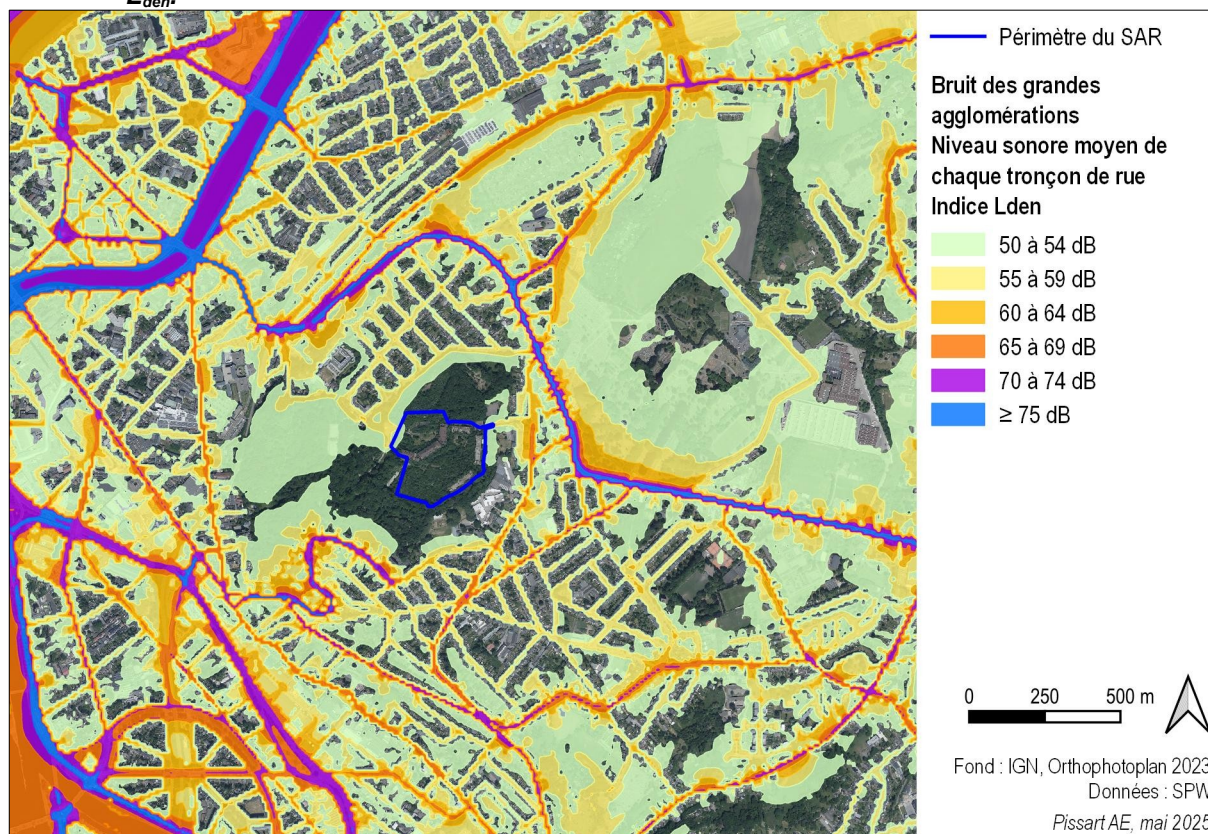 Lden.
Périmètre du SAR
Bruit des grandes
agglomérations
Niveau sonore moyen de
chaque tronçon de rue
Indice Lden
50 à 54 dB
55 à 59 dB
60 à 64 dB
65 à 69 dB
70 à 74 dB
≥ 75 dB
0 250 500 m
Fond : IGN, Orthophotoplan 2023
Données : SPW
Pissart AE, mai 2025